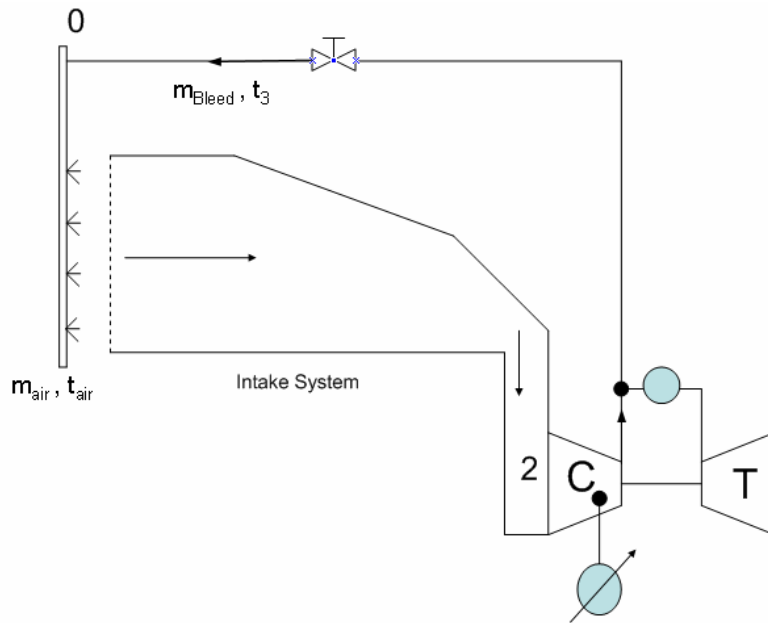 0
m_Bleed , t_3
m_air , t_air
Intake System
2
C
T